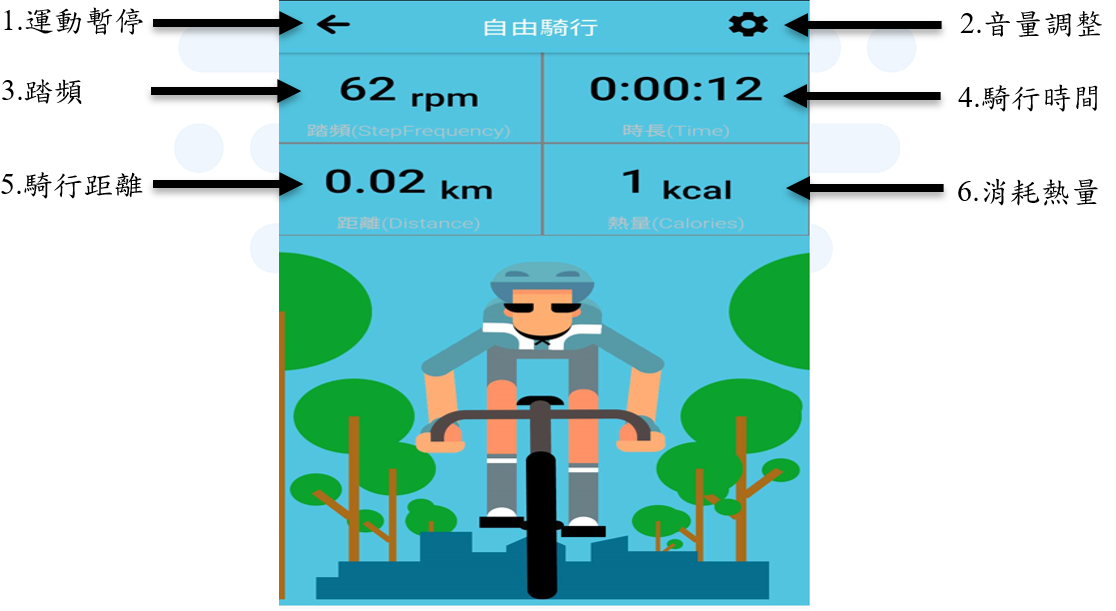 1.運動暫停
自由騎行
2.音量調整
3.踏頻
62 rpm
踏頻(StepFrequency)
0:00:12
時長(Time)
4.騎行時間
5.騎行距離
0.02 km
距離(Distance)
1 kcal
熱量(Calories)
6.消耗熱量